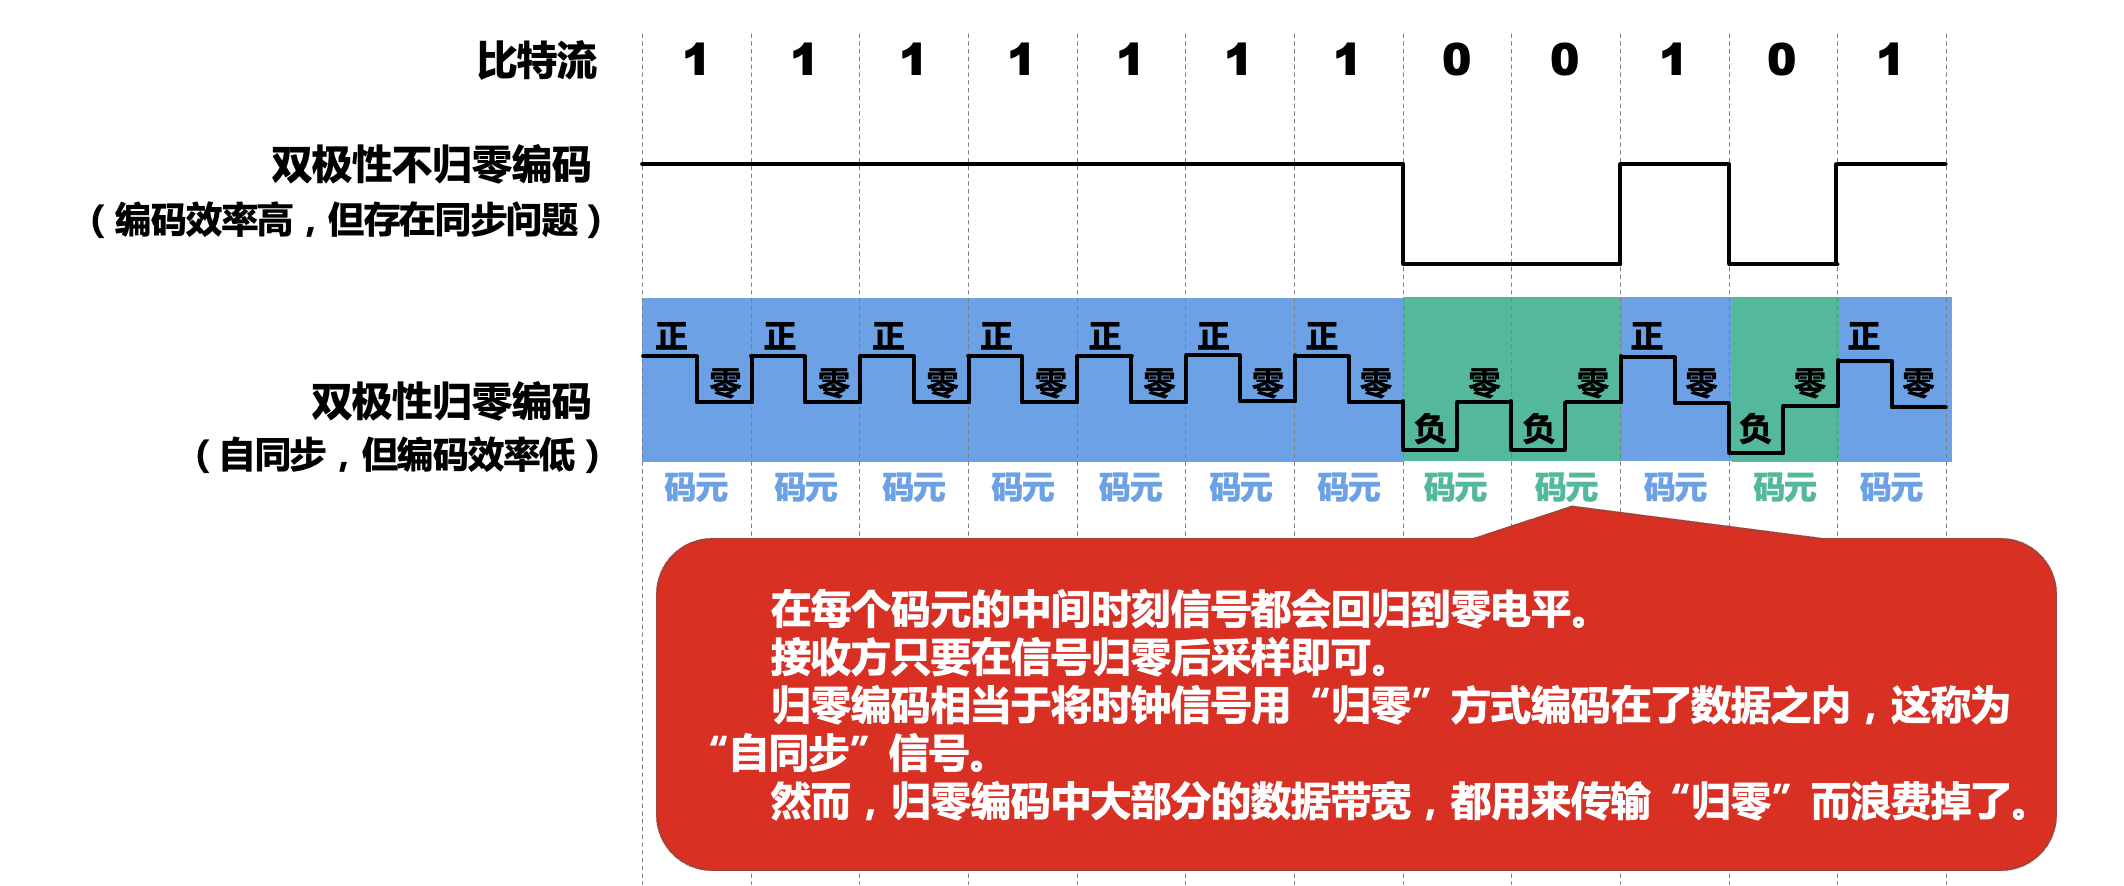 比特流 1 1 1 1 1 1 1 0 0 1 0 1
双极性不归零编码
（编码效率高，但存在同步问题）
正 正 正 正 正 正 正 正 正
零 零 零 零 零 零 零 零 零 零 零 零
双极性归零编码
负 负 负
（自同步，但编码效率低）
码元 码元 码元 码元 码元 码元 码元 码元 码元 码元 码元 码元
在每个码元的中间时刻信号都会回归到零电平。
接收方只要在信号归零后采样即可。
归零编码相当于将时钟信号用“归零”方式编码在了数据之内，这称为
“自同步”信号。
然而，归零编码中大部分的数据带宽，都用来传输“归零”而浪费掉了。